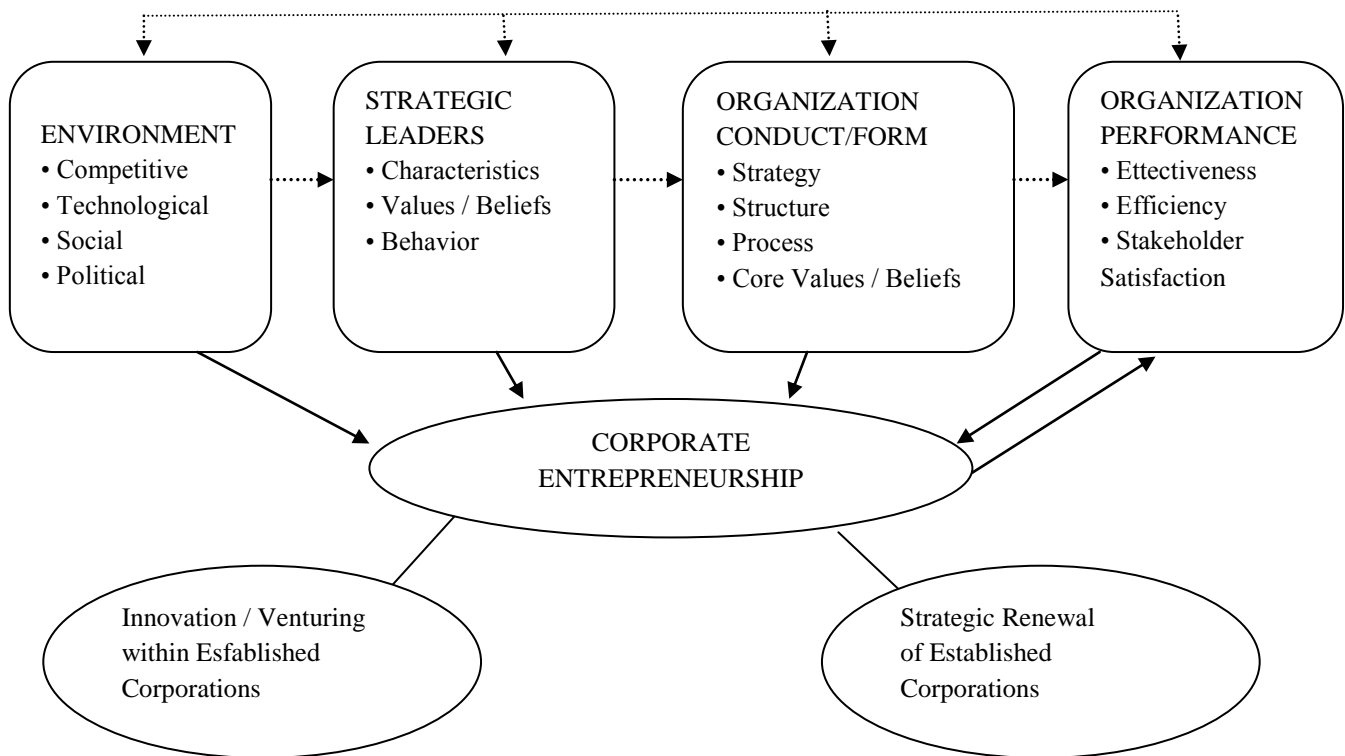 ENVIRONMENT
• Competitive
• Technological
• Social
• Political
STRATEGIC
LEADERS
• Characteristics
• Values / Beliefs
• Behavior
ORGANIZATION
CONDUCT/FORM
• Strategy
• Structure
• Process
• Core Values / Beliefs
ORGANIZATION
PERFORMANCE
• Ettectiveness
• Efficiency
• Stakeholder
Satisfaction
CORPORATE
ENTREPRENEURSHIP
Innovation / Venturing
within Esfablished
Corporations
Strategic Renewal
of Established
Corporations